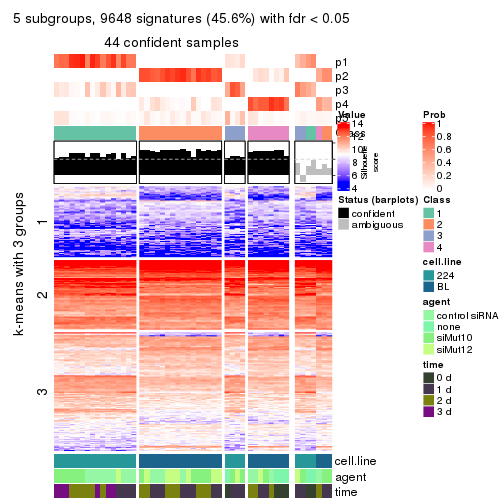 5 subgroups, 9648 signatures (45.6%) with fdr < 0.05
44 confident samples
p1
p2
p3
p4
Value
14
12
10
8
6
4
Silhouette
score
Prob
1
0.8
0.6
0.4
0.2
0
Status (barplots)
confident
ambiguous
Class
1
2
3
4
cell.line
224
BL
agent
control siRNA
none
siMut10
siMut12
time
0 d
1 d
2 d
3 d
k-means with 3 groups
1
2
3
cell.line
agent
time